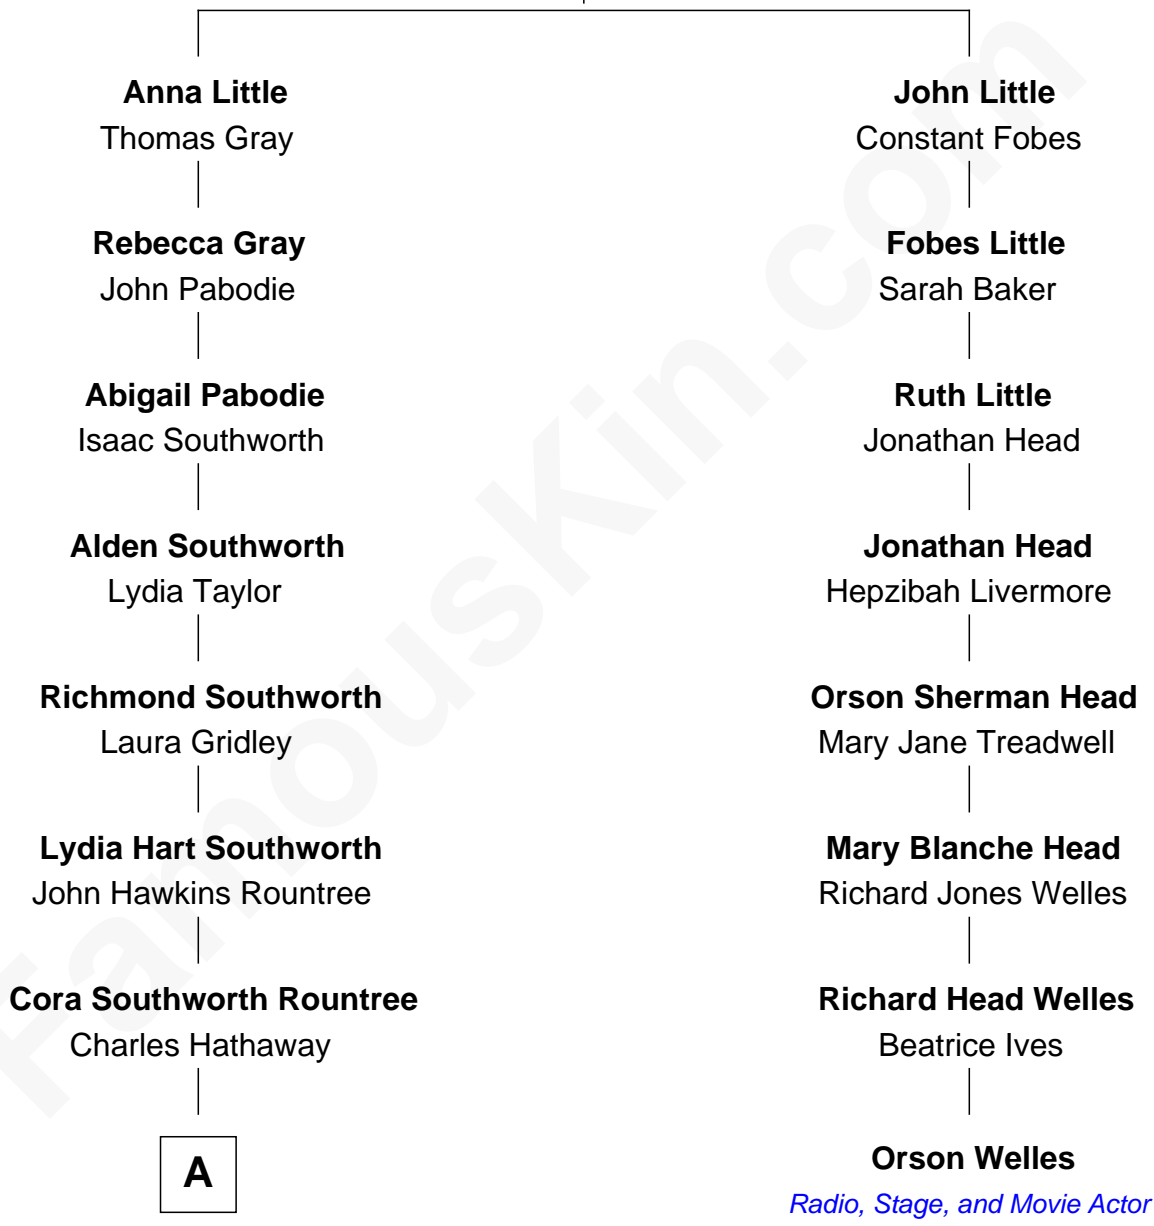 Anna Little
Thomas Gray
Rebecca Gray
John Pabodie
Abigail Pabodie
Isaac Southworth
Alden Southworth
Lydia Taylor
Richmond Southworth
Laura Gridley
Lydia Hart Southworth
John Hawkins Rountree
Cora Southworth Rountree
Charles Hathaway
A
John Little
Constant Fobes
Fobes Little
Sarah Baker
Ruth Little
Jonathan Head
Jonathan Head
Hepzibah Livermore
Orson Sherman Head
Mary Jane Treadwell
Mary Blanche Head
Richard Jones Welles
Richard Head Welles
Beatrice Ives
Orson Welles
Radio, Stage, and Movie Actor
FamousKin.com